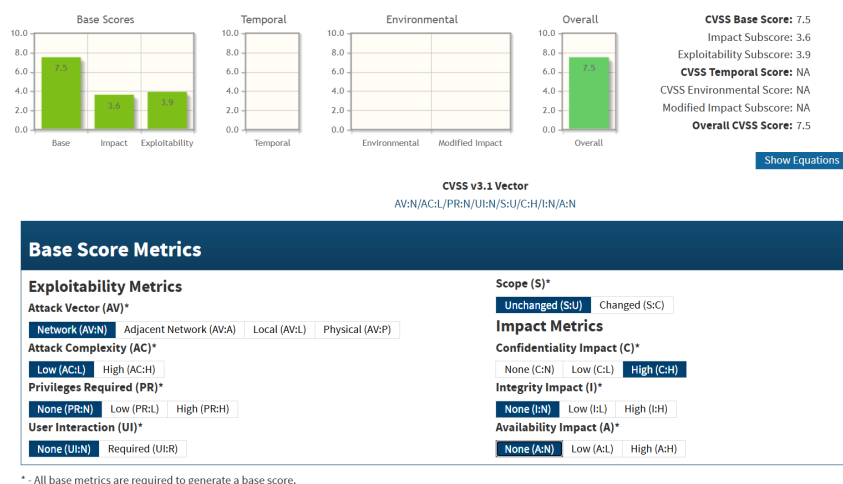 Base Scores
10.0
8.0
6.0
4.0
2.0
0.0
7.5
3.6
3.9
Base Impact Exploitability
Temporal
10.0
8.0
6.0
4.0
2.0
0.0
Temporal
Environmental
10.0
8.0
6.0
4.0
2.0
0.0
Environmental Modified Impact
Overall
10.0
8.0
6.0
4.0
2.0
0.0
7.5
Overall
CVSS Base Score: 7.5
Impact Subscore: 3.6
Exploitability Subscore: 3.9
CVSS Temporal Score: NA
CVSS Environmental Score: NA
Modified Impact Subscore: NA
Overall CVSS Score: 7.5
Show Equations
CVSS v3.1 Vector
AV:N/AC:L/PR:N/UI:N/S:U/C:H/I:N/A:N
Base Score Metrics
Exploitability Metrics
Attack Vector (AV)*
Network (AV:N) Adjacent Network (AV:A) Local (AV:L) Physical (AV:P)
Attack Complexity (AC)*
Low (AC:L) High (AC:H)
Privileges Required (PR)*
None (PR:N) Low (PR:L) High (PR:H)
User Interaction (UI)*
None (UI:N) Required (UI:R)
Scope (S)*
Unchanged (S:U) Changed (S:C)
Impact Metrics
Confidentiality Impact (C)*
None (C:N) Low (C:L) High (C:H)
Integrity Impact (I)*
None (I:N) Low (I:L) High (I:H)
Availability Impact (A)*
None (A:N) Low (A:L) High (A:H)
* - All base metrics are required to generate a base score.